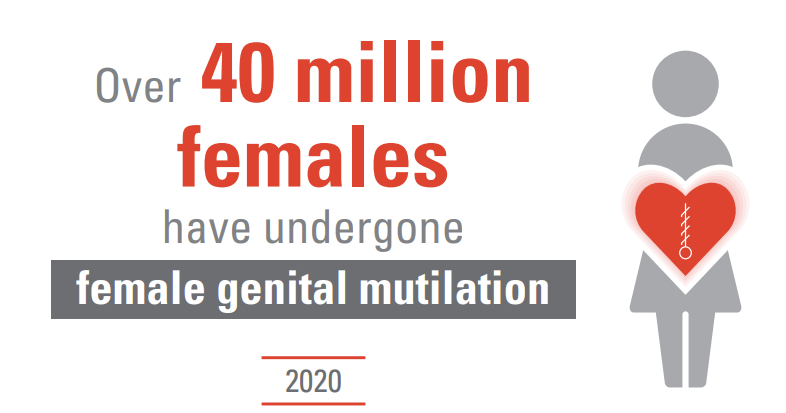 Over 40 million
females
have undergone
female genital mutilation
2020